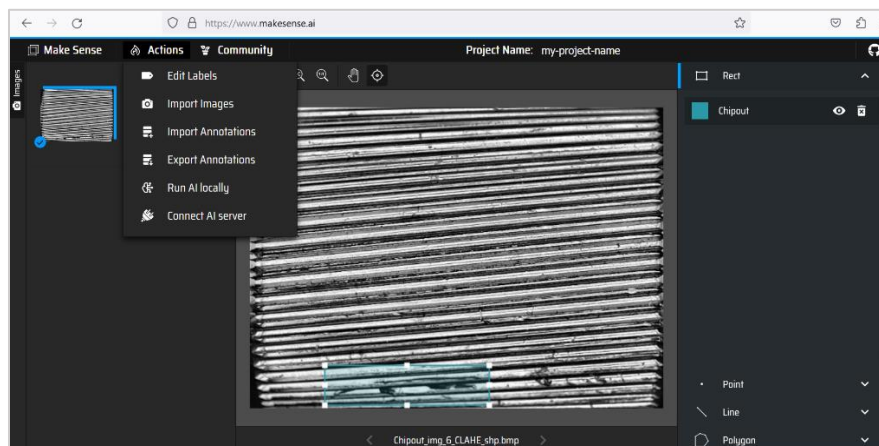 https://www.makesense.ai
Make Sense Actions Community Project Name: my-project-name
Images
Edit Labels
Import Images
Import Annotations
Export Annotations
Run AI locally
Connect AI server
Rect
Chipout
Point
Line
Polygon
Chipout_img_6_CLAHE_shp.bmp